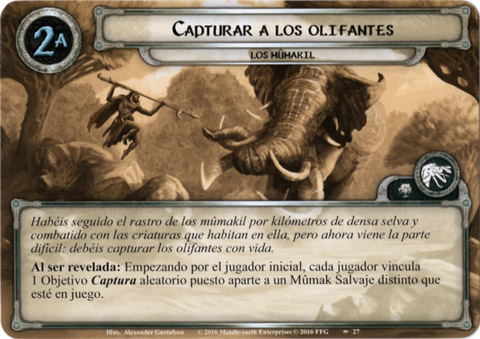 2A
CAPTURAR A LOS OLIFANTES
LOS MÛMAKIL
Habéis seguido el rastro de los mûmakil por kilómetros de densa selva y
combatido con las criaturas que habitan en ella, pero ahora viene la parte
difícil: debéis capturar los olifantes con vida.
Al ser revelada: Empezando por el jugador inicial, cada jugador vincula
1 Objetivo Captura aleatorio puesto aparte a un Mûmak Salvaje distinto que
esté en juego.
Illus. Alexander Gustafson © 2016 Middle-earth Enterprises © 2016 FFG 27